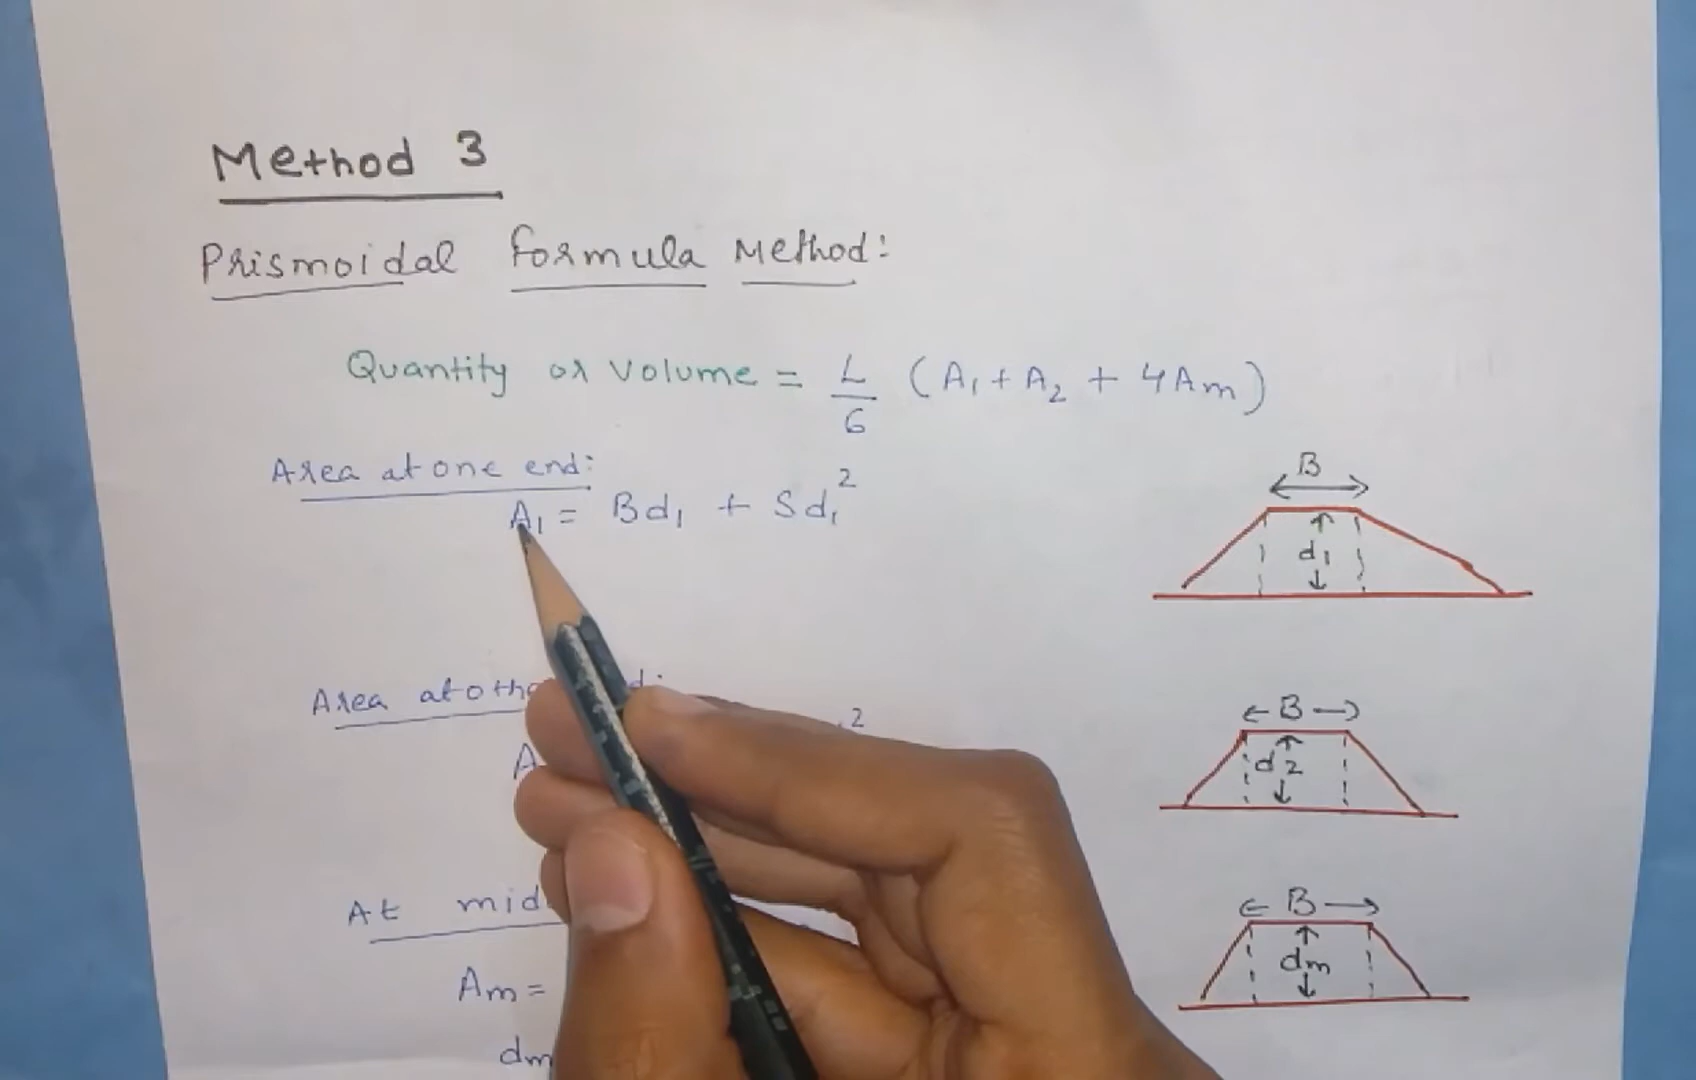 Method 3
Prismoidal formula Method:
Quantity or Volume = L/6 (A₁ + A₂ + 4Am)
Area at one end:
A₁ = Bd₁ + Sd₁²
B
d₁
Area at
A
2
B
d2
At mid
B
Am =
dm
dm